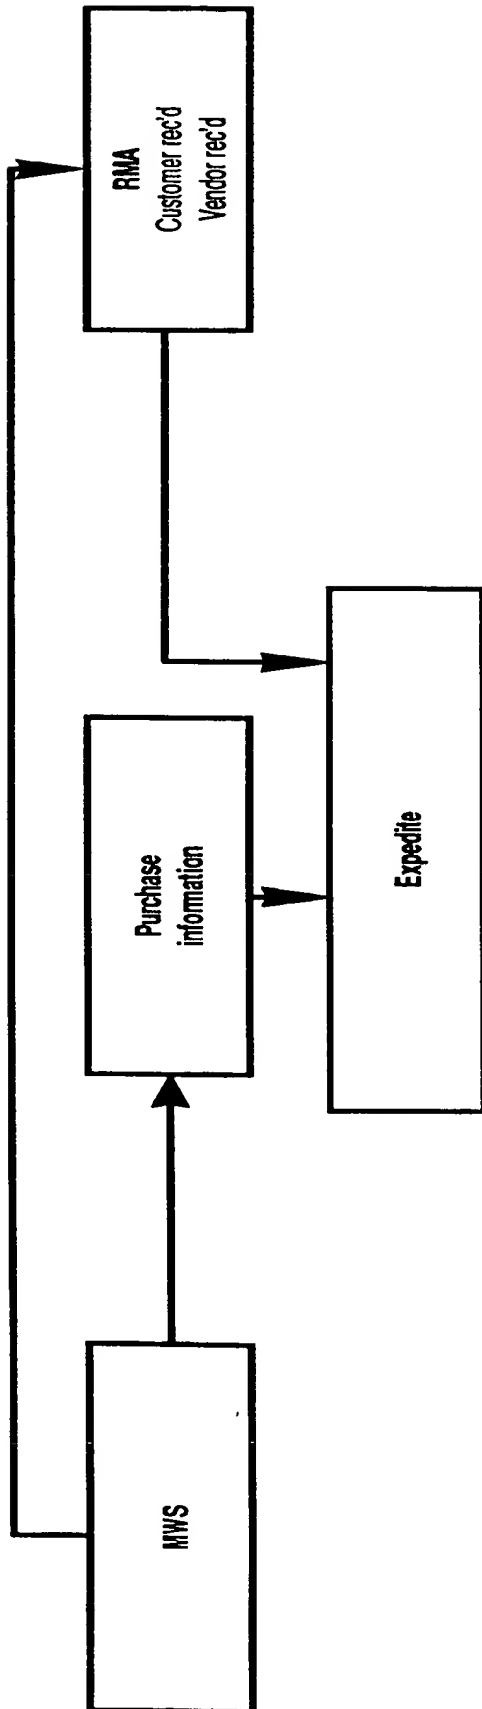 MWS
Purchase
information
RMA
Customer rec'd
Vendor rec'd
Expedite